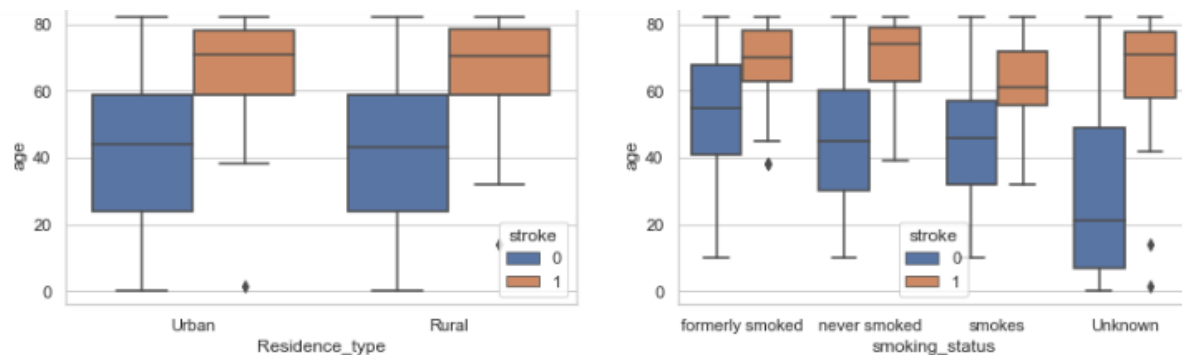 80
60
40
20
0
age
stroke
0
1
Urban Rural
Residence_type
80
60
40
20
0
age
stroke
0
1
formerly smoked never smoked smokes Unknown
smoking_status